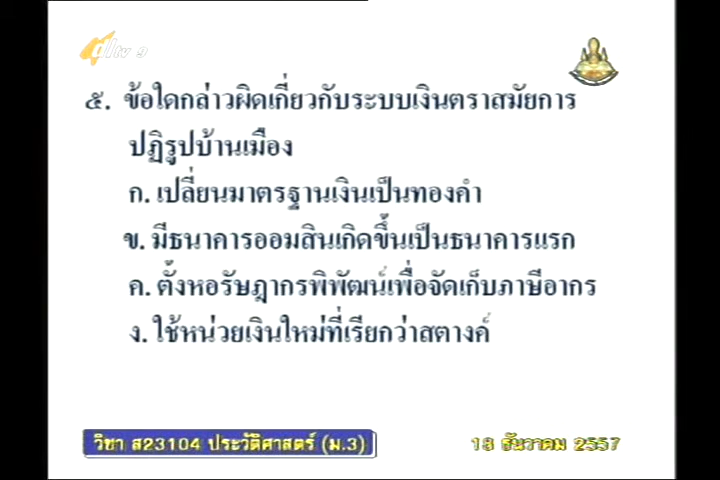 dltv 9
๕. ข้อใดกล่าวผิดเกี่ยวกับระบบเงินตราสมัยการ
ปฏิรูปบ้านเมือง
ก. เปลี่ยนมาตรฐานเงินเป็นทองคำ
ข. มีธนาคารออมสินเกิดขึ้นเป็นธนาคารแรก
ค. ตั้งหอรัษฎากรพิพัฒน์เพื่อจัดเก็บภาษีอากร
ง. ใช้หน่วยเงินใหม่ที่เรียกว่าสตางค์
วิชา ส23104 ประวัติศาสตร์ (ม.3)
18 ธันวาคม 2557